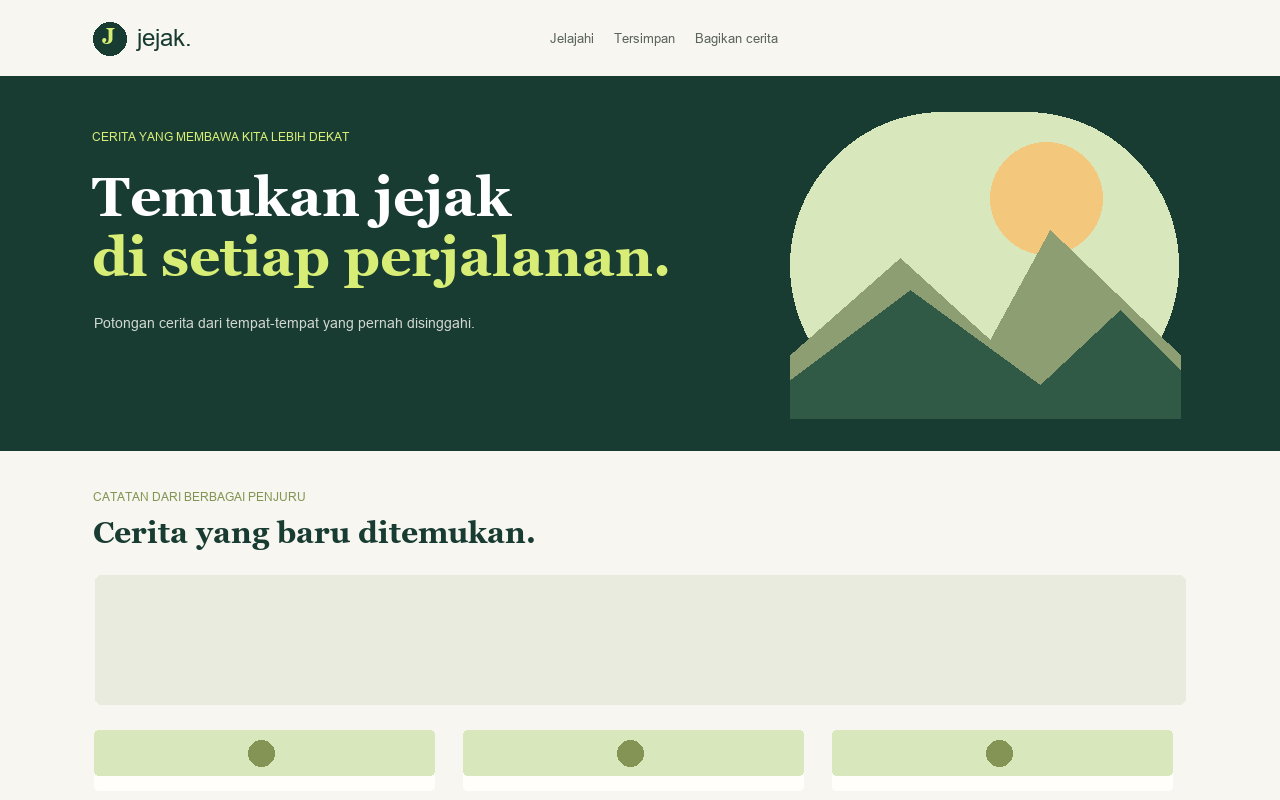 J jejak.
Jelajahi Tersimpan Bagikan cerita
CERITA YANG MEMBAWA KITA LEBIH DEKAT
Temukan jejak
di setiap perjalanan.
Potongan cerita dari tempat-tempat yang pernah disinggahi.
CATATAN DARI BERBAGAI PENJURU
Cerita yang baru ditemukan.